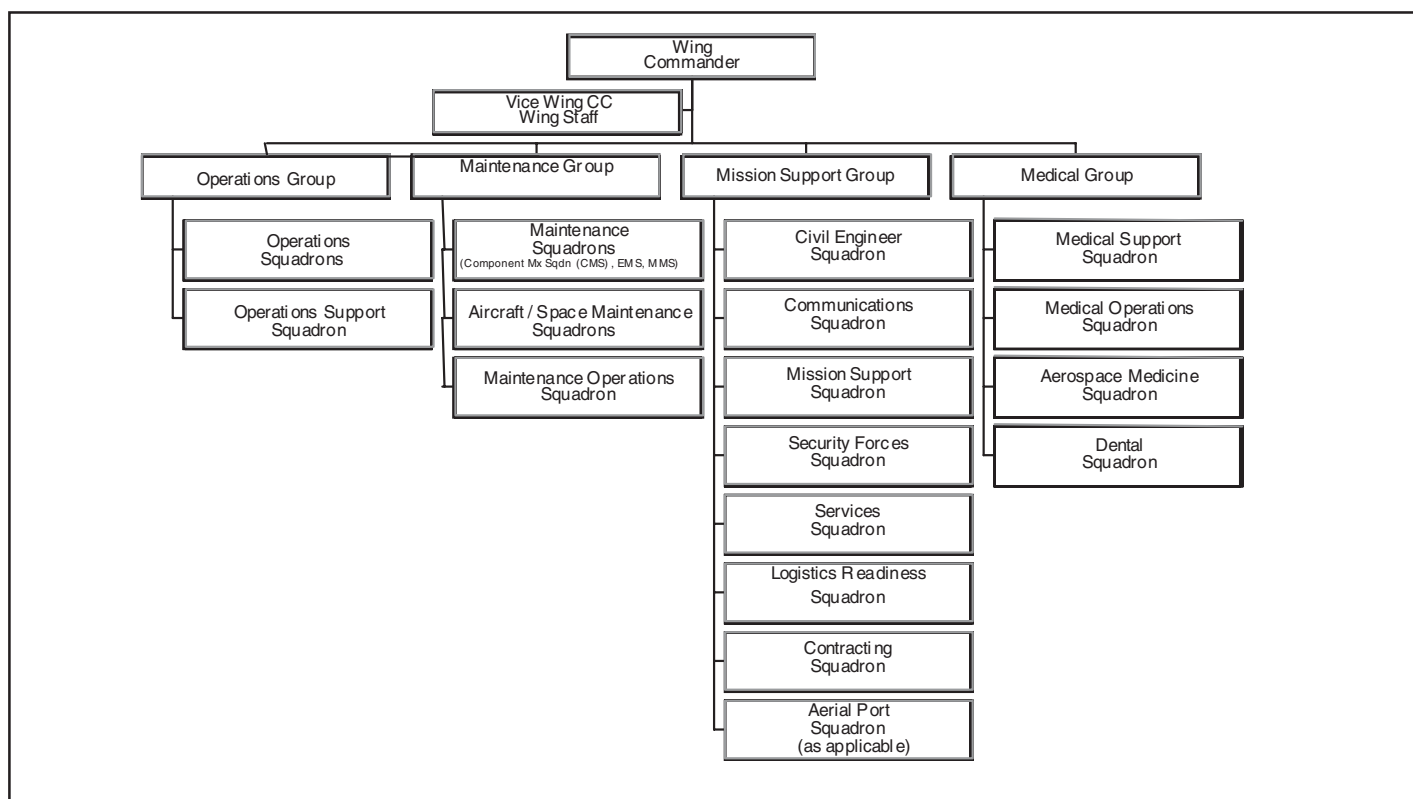 Wing
Commander
Vice Wing CC
Wing Staff
Operations Group
Maintenance Group
Mission Support Group
Medical Group
Operations
Squadrons
Operations Support
Squadron
Maintenance
Squadrons
(Component Mx Sqdn (CMS) , EMS, MMS)
Aircraft / Space Maintenance
Squadrons
Maintenance Operations
Squadron
Civil Engineer
Squadron
Communications
Squadron
Mission Support
Squadron
Security Forces
Squadron
Services
Squadron
Logistics Readiness
Squadron
Contracting
Squadron
Aerial Port
Squadron
(as applicable)
Medical Support
Squadron
Medical Operations
Squadron
Aerospace Medicine
Squadron
Dental
Squadron